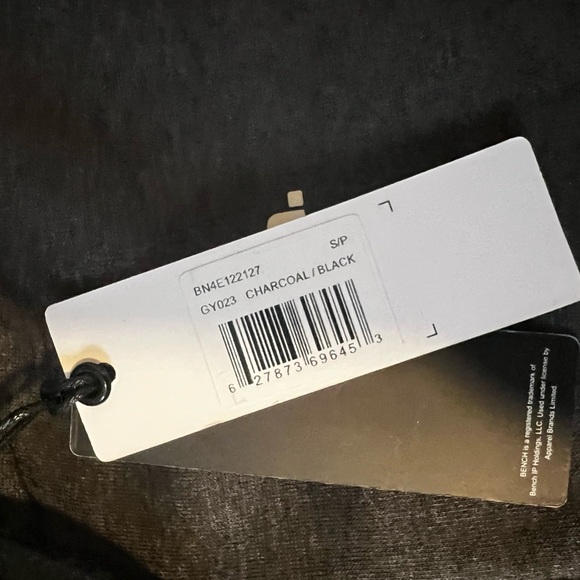 S/P
BN4E122127
GY023 CHARCOAL / BLACK
6 27873 69645 3
BENCH is a registered trademark of
Bench IP Holdings, LLC. Used under license by
Apparel Brands Limited